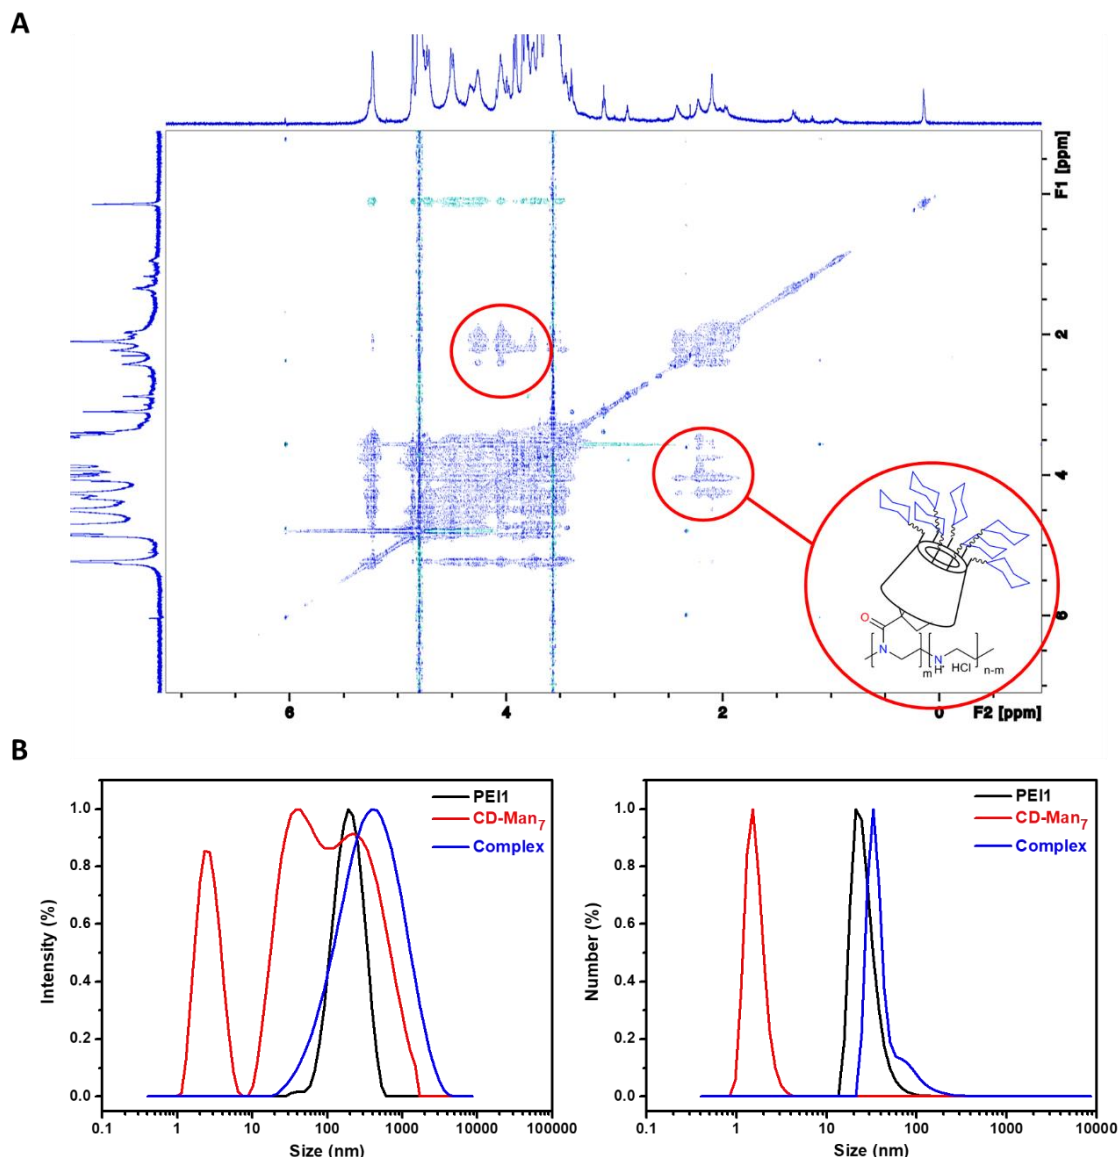 A
F1 [ppm]
2
4
6
O
N
m
N
H
HCl
n-m
6
4
2
0
F2 [ppm]
B
PEI1
CD-Man7
Complex
Intensity (%)
1.0
0.8
0.6
0.4
0.2
0.0
0.1 1 10 100 1000 10000 100000
Size (nm)
PEI1
CD-Man7
Complex
Number (%)
1.0
0.8
0.6
0.4
0.2
0.0
0.1 1 10 100 1000 10000
Size (nm)